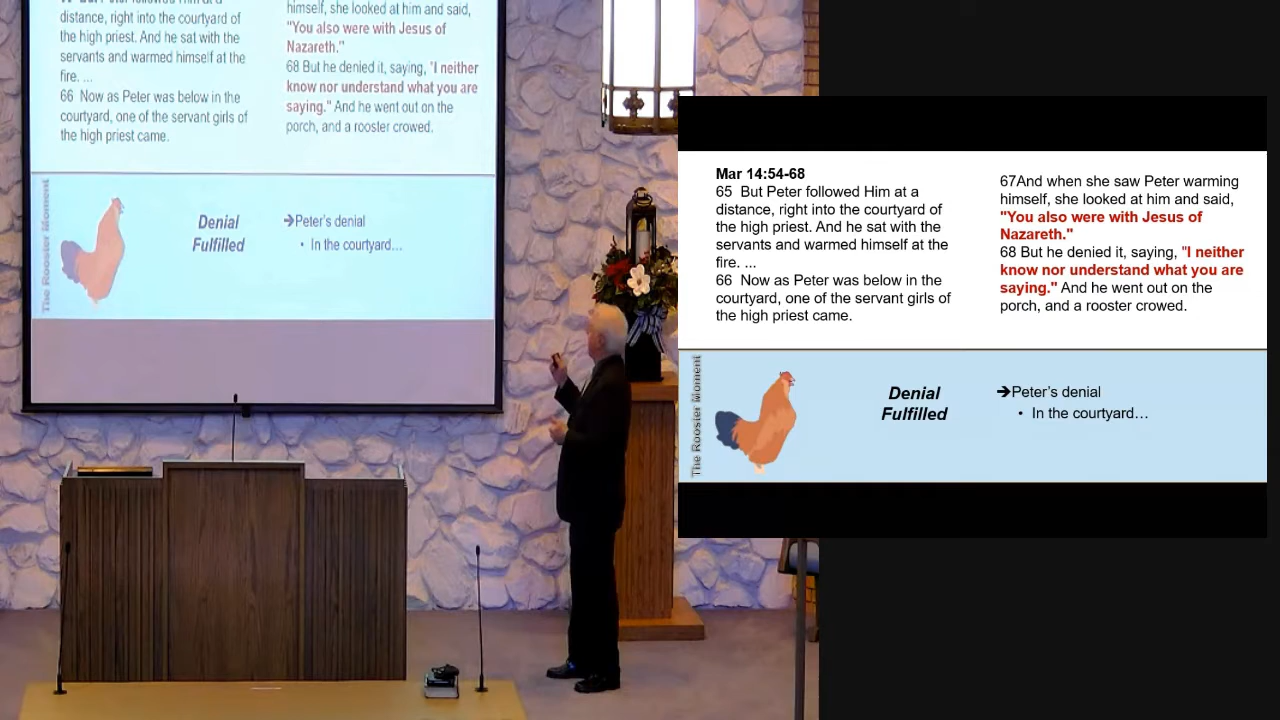 distance, right into the courtyard of
the high priest. And he sat with the
servants and warmed himself at the
fire. ...
66 Now as Peter was below in the
courtyard, one of the servant girls of
the high priest came.
himself, she looked at him and said,
"You also were with Jesus of
Nazareth."
68 But he denied it, saying, "I neither
know nor understand what you are
saying." And he went out on the
porch, and a rooster crowed.
The Rooster Moment
Denial
Fulfilled
➔Peter's denial
• In the courtyard...
Mar 14:54-68
65 But Peter followed Him at a
distance, right into the courtyard of
the high priest. And he sat with the
servants and warmed himself at the
fire. ...
66 Now as Peter was below in the
courtyard, one of the servant girls of
the high priest came.
67And when she saw Peter warming
himself, she looked at him and said,
"You also were with Jesus of
Nazareth."
68 But he denied it, saying, "I neither
know nor understand what you are
saying." And he went out on the
porch, and a rooster crowed.
The Rooster Moment
Denial
Fulfilled
➔Peter's denial
• In the courtyard...